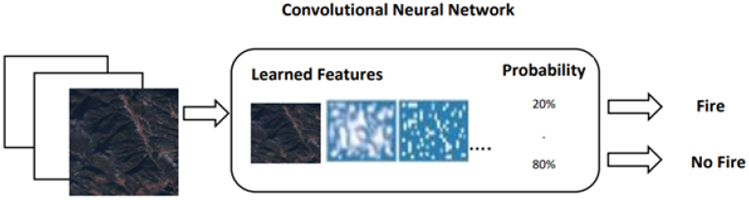 Convolutional Neural Network
Learned Features
Probability
20%
.
80%
....
Fire
No Fire